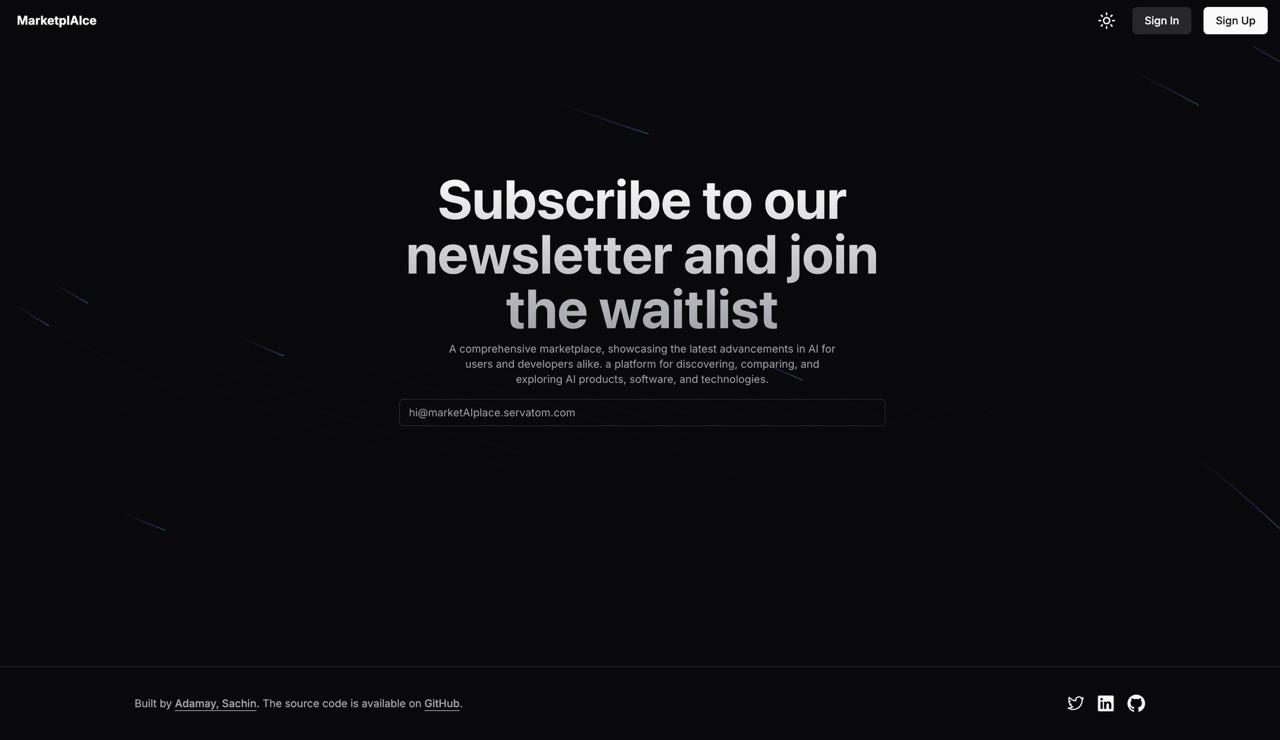 MarketplAIce
Sign In
Sign Up
Subscribe to our
newsletter and join
the waitlist
A comprehensive marketplace, showcasing the latest advancements in AI for
users and developers alike. a platform for discovering, comparing, and
exploring AI products, software, and technologies.
hi@marketAIplace.servatom.com
Built by Adamay, Sachin. The source code is available on GitHub.